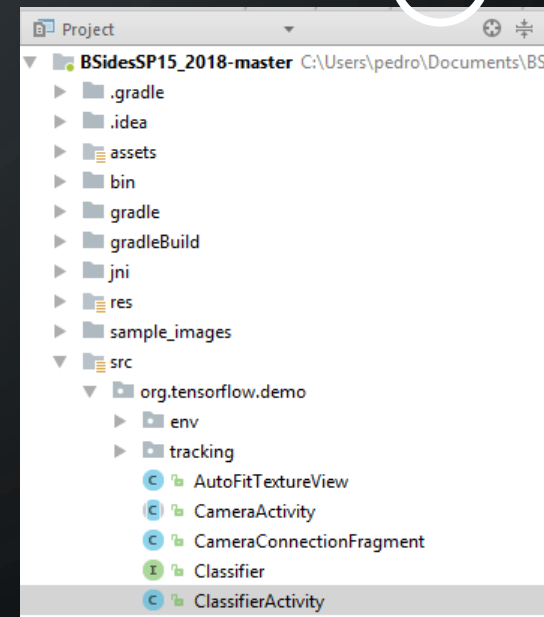 Project
BSidesSP15_2018-master C:\Users\pedro\Documents\BS
.gradle
.idea
assets
bin
gradle
gradleBuild
jni
res
sample_images
src
org.tensorflow.demo
env
tracking
C AutoFitTextureView
C CameraActivity
C CameraConnectionFragment
I Classifier
C ClassifierActivity